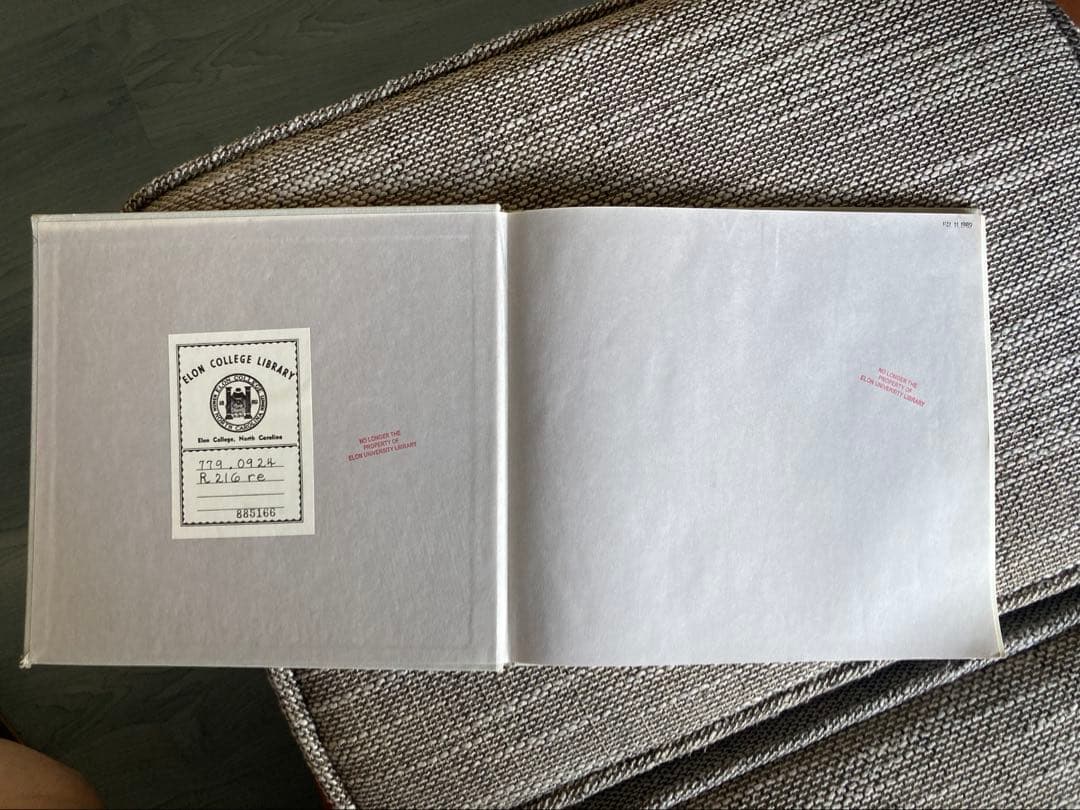 ELON COLLEGE LIBRARY
ELON COLLEGE
NORTH CAROLINA
Elon College, North Carolina
779.0924
R216re
885166
NO LONGER THE
PROPERTY OF
ELON UNIVERSITY LIBRARY
11 1989
NO LONGER THE
PROPERTY OF
ELON UNIVERSITY LIBRARY